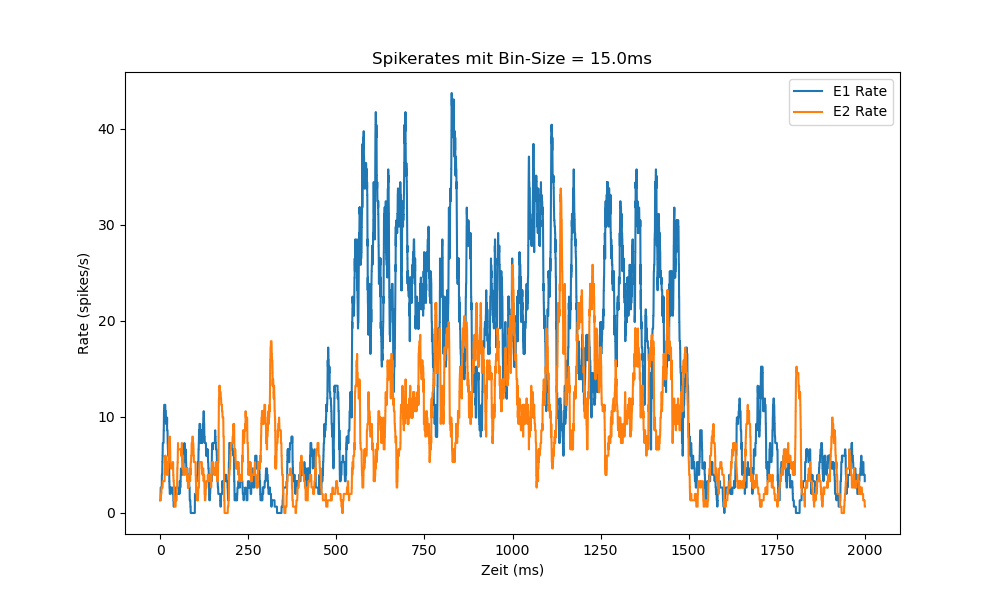 Spikerates mit Bin-Size = 15.0ms
E1 Rate
E2 Rate
40
30
20
10
0
Rate (spikes/s)
0 250 500 750 1000 1250 1500 1750 2000
Zeit (ms)